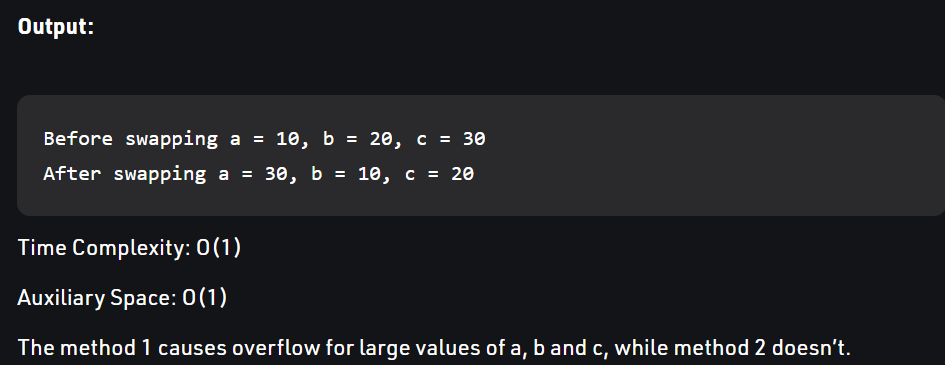 Output:
Before swapping a = 10, b = 20, c = 30
After swapping a = 30, b = 10, c = 20
Time Complexity: O(1)
Auxiliary Space: O(1)
The method 1 causes overflow for large values of a, b and c, while method 2 doesn’t.